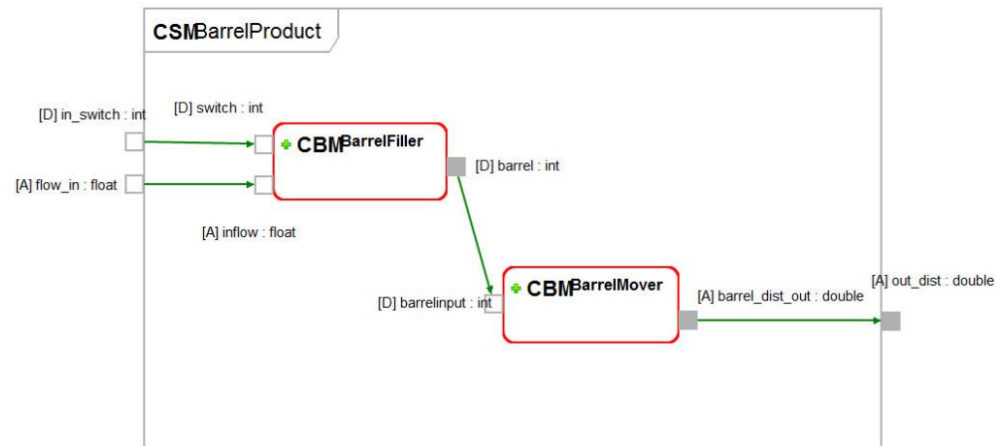 CSMBarrelProduct
[D] in_switch : int
[D] switch : int
CBMBarrelFiller
[D] barrel : int
[A] flow_in : float
[A] inflow : float
CBMBarrelMover
[D] barrelinput : int
[A] barrel_dist_out : double
[A] out_dist : double